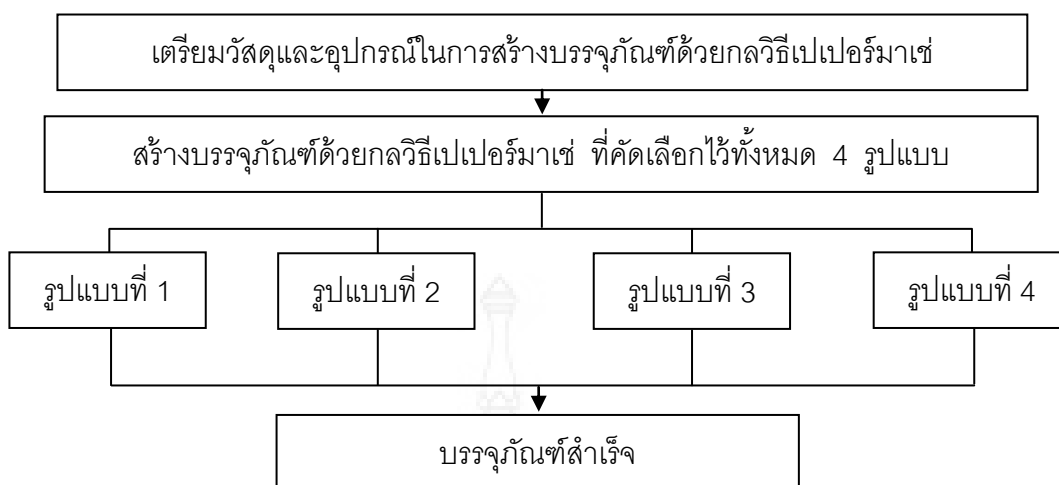 เตรียมวัสดุและอุปกรณ์ในการสร้างบรรจุภัณฑ์ด้วยกลวิธีเปเปอร์มาเช่
สร้างบรรจุภัณฑ์ด้วยกลวิธีเปเปอร์มาเช่ ที่คัดเลือกไว้ทั้งหมด 4 รูปแบบ
รูปแบบที่ 1
รูปแบบที่ 2
รูปแบบที่ 3
รูปแบบที่ 4
บรรจุภัณฑ์สำเร็จ